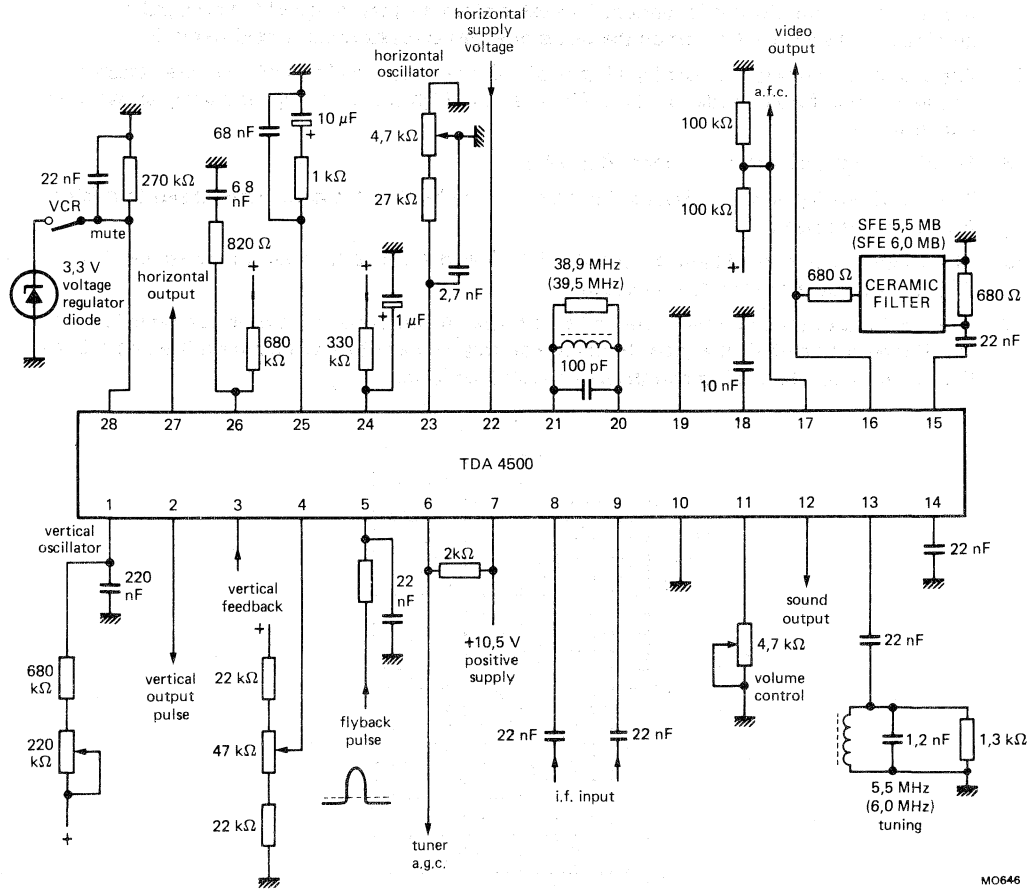 horizontal
supply
voltage
video
output
horizontal
oscillator
a.f.c.
68 nF
10 µF
+
4,7 kΩ
100 kΩ
22 nF
270 kΩ
6 8
nF
1 kΩ
27 kΩ
100 kΩ
SFE 5,5 MB
(SFE 6,0 MB)
VCR
mute
820 Ω
+
+
+
3,3 V
voltage
regulator
diode
horizontal
output
2,7 nF
38,9 MHz
(39,5 MHz)
680 Ω
CERAMIC
FILTER
680 Ω
680
kΩ
330
kΩ
+
1 µF
100 pF
10 nF
22 nF
28 27 26 25 24 23 22 21 20 19 18 17 16 15
TDA 4500
1 2 3 4 5 6 7 8 9 10 11 12 13 14
vertical
oscillator
220
nF
vertical
feedback
22
nF
2kΩ
22 nF
+10,5 V
positive
supply
sound
output
22 nF
+
680
kΩ
vertical
output
pulse
22 kΩ
flyback
pulse
4,7 kΩ
volume
control
220
kΩ
47 kΩ
22 nF
22 nF
1,2 nF
1,3 kΩ
i.f. input
5,5 MHz
(6,0 MHz)
tuning
+
22 kΩ
tuner
a.g.c.
MO646